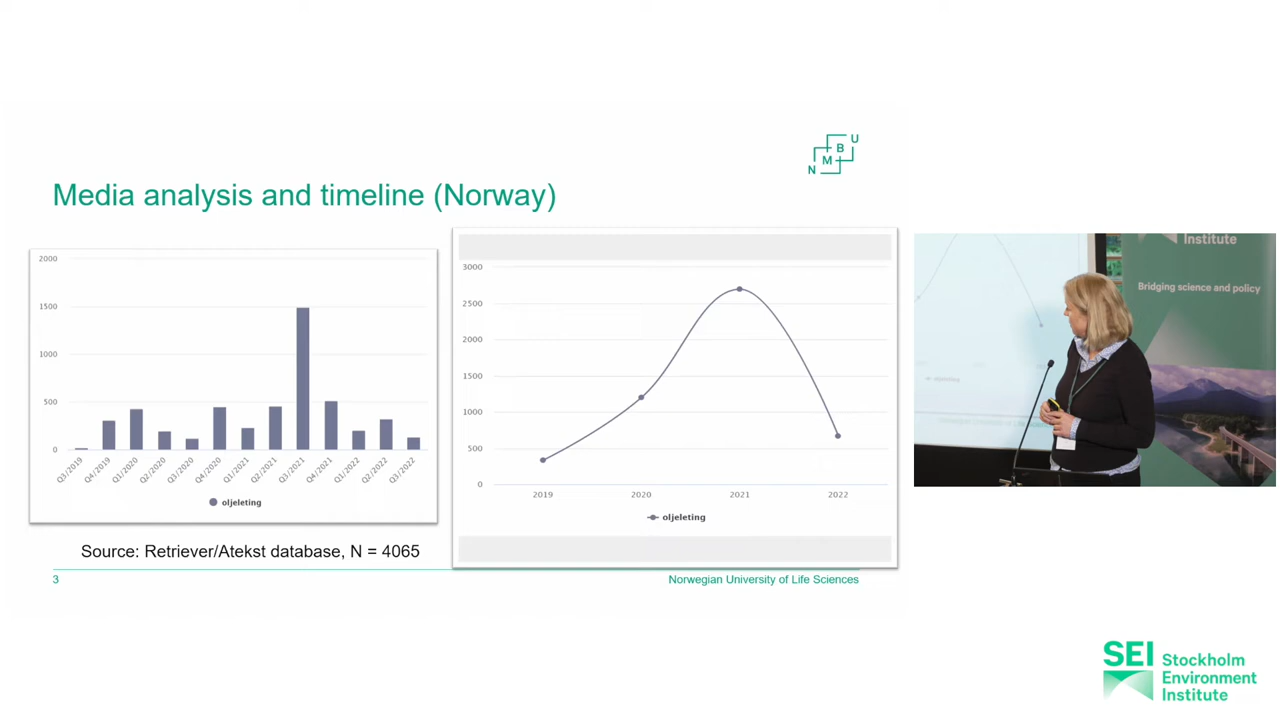 N M B U
Media analysis and timeline (Norway)
2000
1500
1000
500
0
Q3/2019
Q4/2019
Q1/2020
Q2/2020
Q3/2020
Q4/2020
Q1/2021
Q2/2021
Q3/2021
Q4/2021
Q1/2022
Q2/2022
Q3/2022
oljeleting
3000
2500
2000
1500
1000
500
0
2019
2020
2021
2022
oljeleting
Source: Retriever/Atekst database, N = 4065
3
Norwegian University of Life Sciences
Institute
Bridging science and policy
SEI Stockholm
Environment
Institute